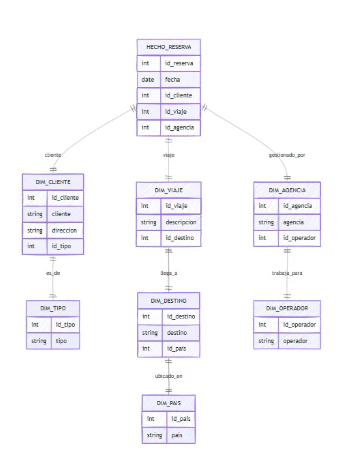 HECHO_RESERVA
int id_reserva
date fecha
int id_cliente
int id_viaje
int id_agencia
cliente viaje gestionado_por
DIM_CLIENTE
int id_cliente
string cliente
string direccion
int id_tipo
DIM_VIAJE
int id_viaje
string descripcion
int id_destino
DIM_AGENCIA
int id_agencia
string agencia
int id_operador
es_de llega_a trabaja_para
DIM_TIPO
int id_tipo
string tipo
DIM_DESTINO
int id_destino
string destino
int id_pais
DIM_OPERADOR
int id_operador
string operador
ubicado_en
DIM_PAIS
int id_pais
string pais